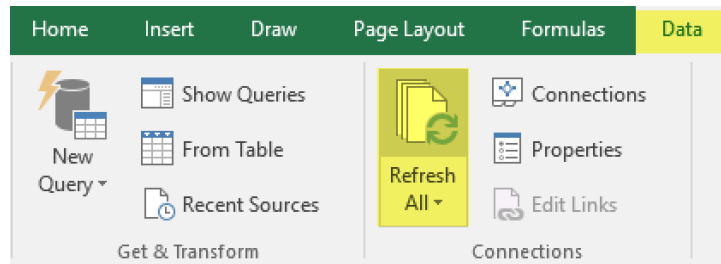 Home Insert Draw Page Layout Formulas Data
New
Query
Show Queries
From Table
Recent Sources
Get & Transform
Refresh
All
Connections
Properties
Edit Links
Connections